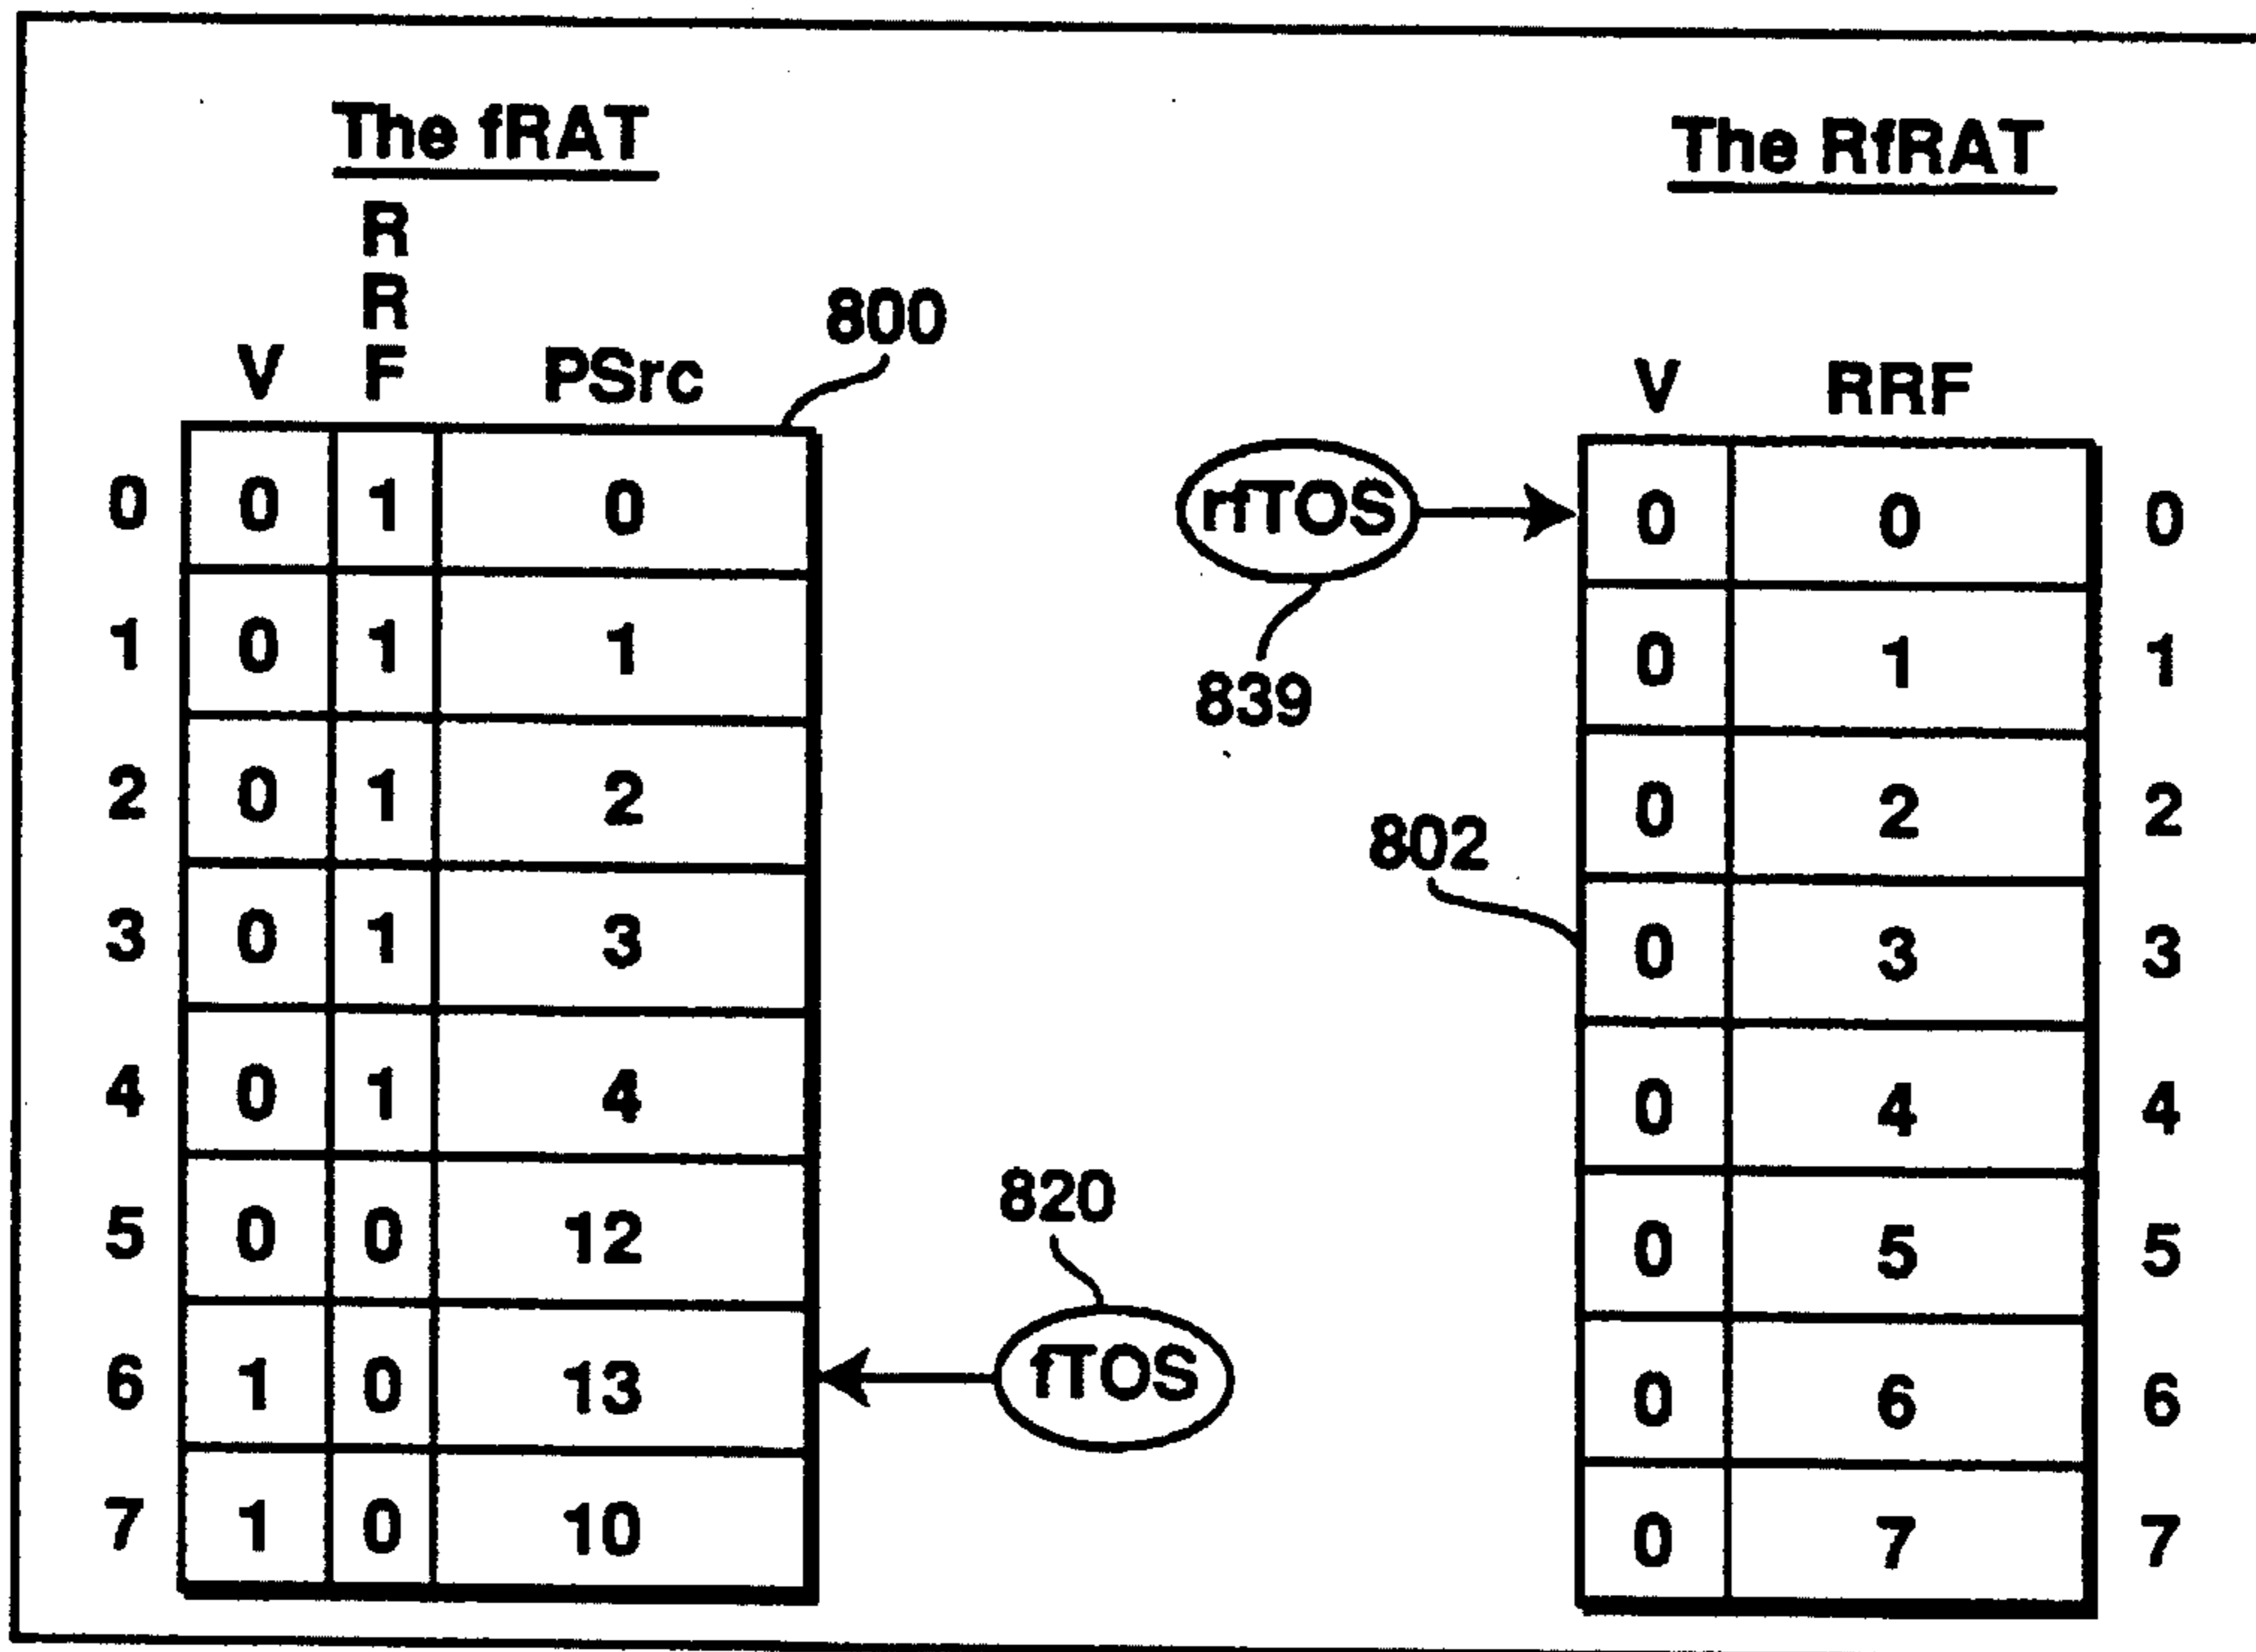 The fRAT
R
R
V F PSrc
800
0 0 1 0
1 0 1 1
2 0 1 2
3 0 1 3
4 0 1 4
5 0 0 12
6 1 0 13
7 1 0 10
820
fTOS
The RfRAT
V RRF
rfTOS
839
802
0 0 0
0 1 1
0 2 2
0 3 3
0 4 4
0 5 5
0 6 6
0 7 7